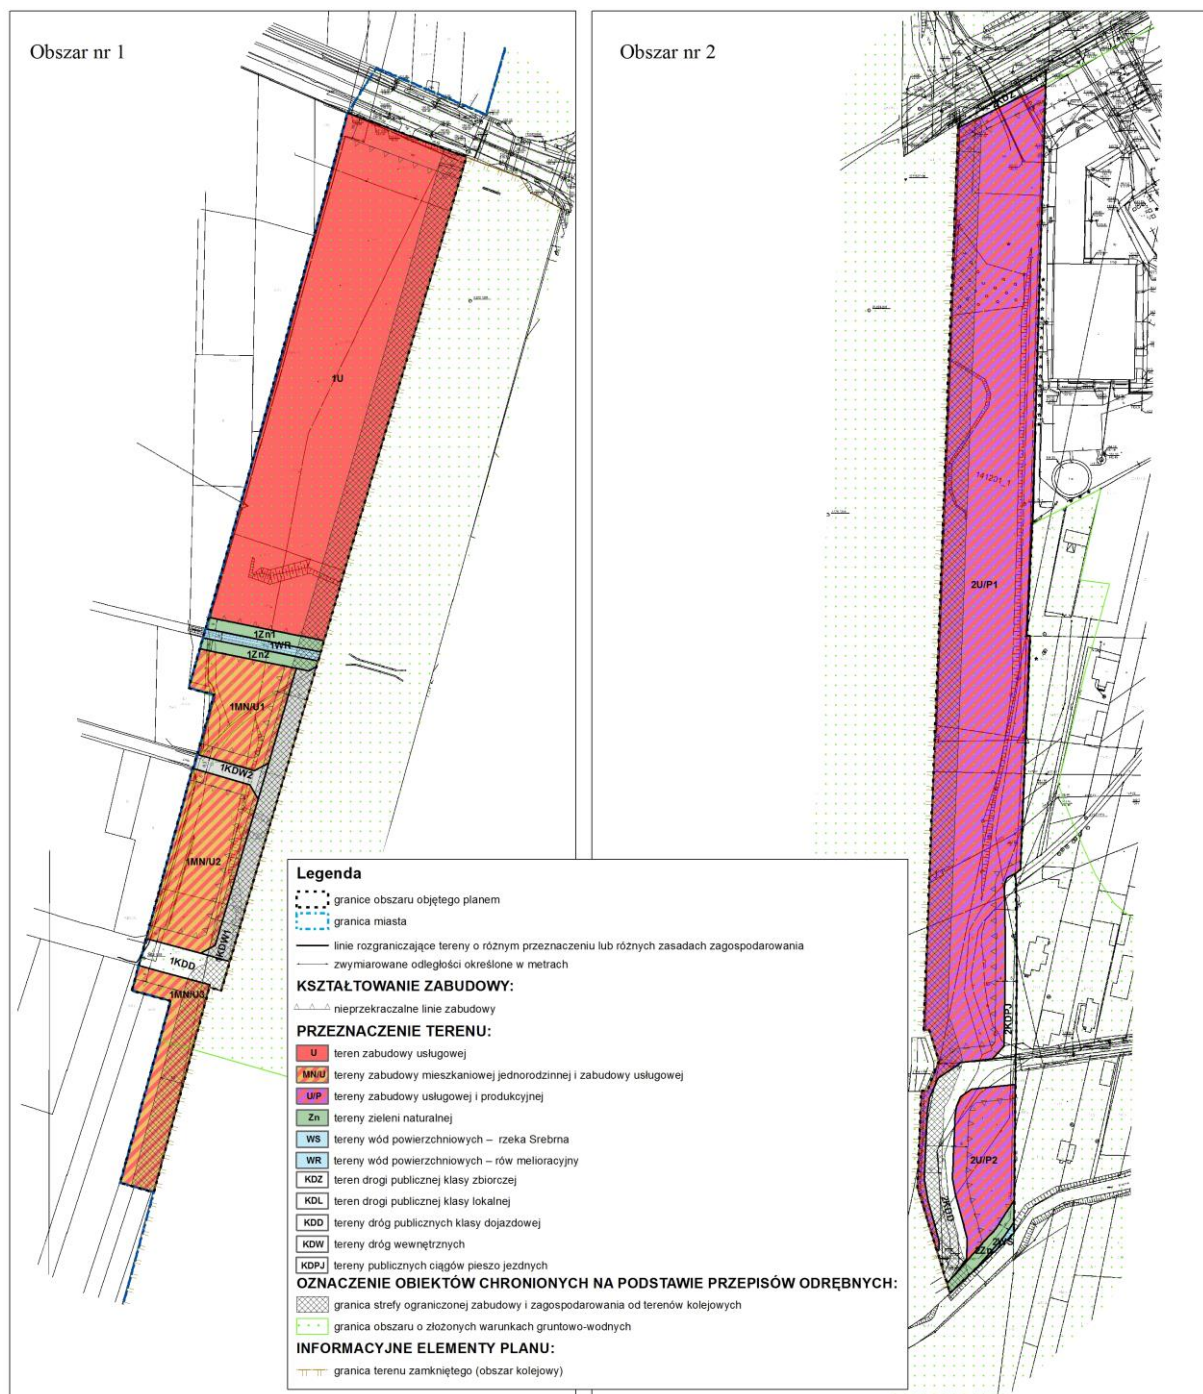 Obszar nr 1
1U
1Zn1
1WR
1Zn2
1MN/U1
1KDW2
1MN/U2
1KDW1
1KDD
1MN/U3
Obszar nr 2
141201_1
2U/P1
2KDPJ
2U/P2
2KDD
2WS
2Zn
Legenda
granice obszaru objętego planem
granica miasta
linie rozgraniczające tereny o różnym przeznaczeniu lub różnych zasadach zagospodarowania
zwymiarowane odległości określone w metrach
KSZTAŁTOWANIE ZABUDOWY:
nieprzekraczalne linie zabudowy
PRZEZNACZENIE TERENU:
U teren zabudowy usługowej
MN/U tereny zabudowy mieszkaniowej jednorodzinnej i zabudowy usługowej
U/P tereny zabudowy usługowej i produkcyjnej
Zn tereny zieleni naturalnej
WS tereny wód powierzchniowych – rzeka Srebrna
WR tereny wód powierzchniowych – rów melioracyjny
KDZ teren drogi publicznej klasy zbiorczej
KDL teren drogi publicznej klasy lokalnej
KDD tereny dróg publicznych klasy dojazdowej
KDW tereny dróg wewnętrznych
KDPJ tereny publicznych ciągów pieszo jezdnych
OZNACZENIE OBIEKTÓW CHRONIONYCH NA PODSTAWIE PRZEPISÓW ODRĘBNYCH:
granica strefy ograniczonej zabudowy i zagospodarowania od terenów kolejowych
granica obszaru o złożonych warunkach gruntowo-wodnych
INFORMACYJNE ELEMENTY PLANU:
granica terenu zamkniętego (obszar kolejowy)